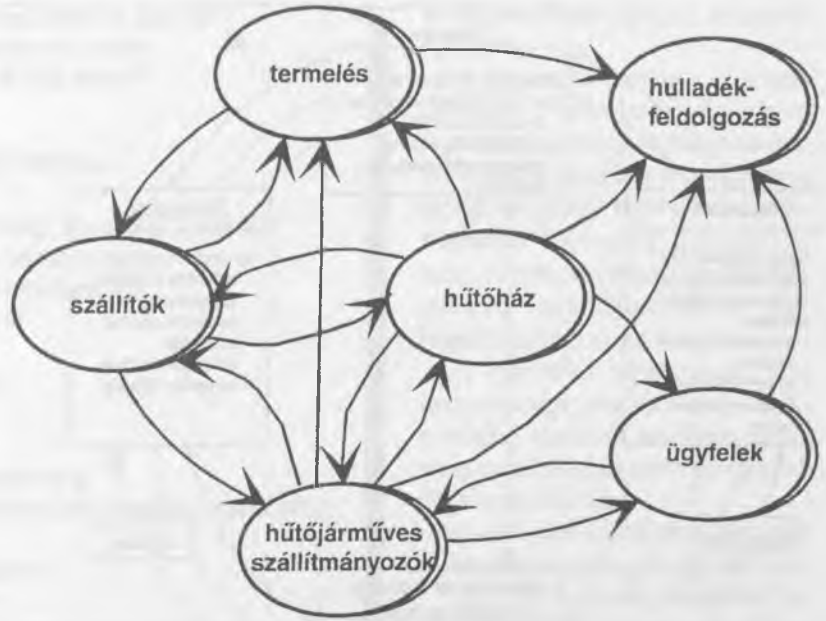 termelés
hulladék-
feldolgozás
szállítók
hűtőház
ügyfelek
hűtőjárműves
szállítmányozók